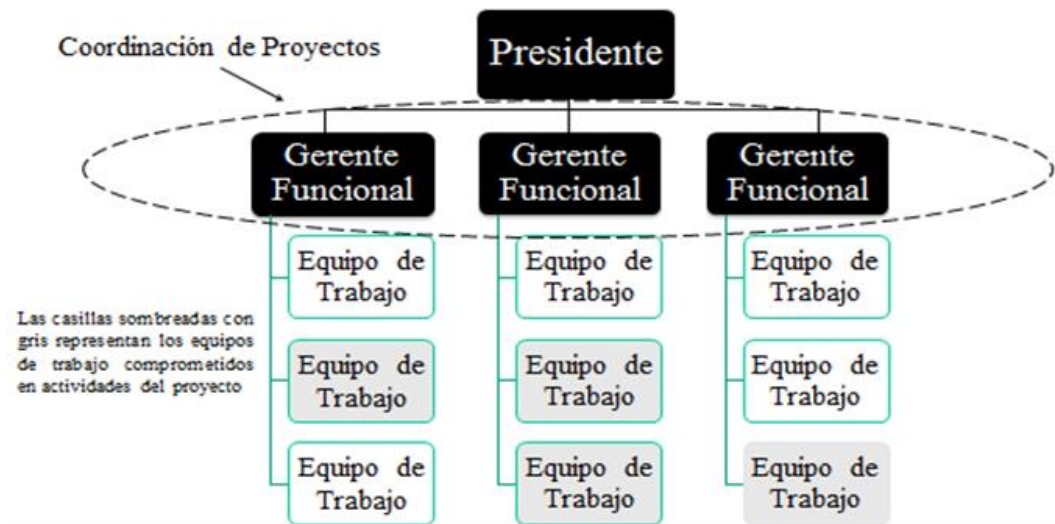 Coordinación de Proyectos
Presidente
Gerente
Funcional
Gerente
Funcional
Gerente
Funcional
Equipo de
Trabajo
Equipo de
Trabajo
Equipo de
Trabajo
Las casillas sombreadas con
gris representan los equipos
de trabajo comprometidos
en actividades del proyecto
Equipo de
Trabajo
Equipo de
Trabajo
Equipo de
Trabajo
Equipo de
Trabajo
Equipo de
Trabajo
Equipo de
Trabajo